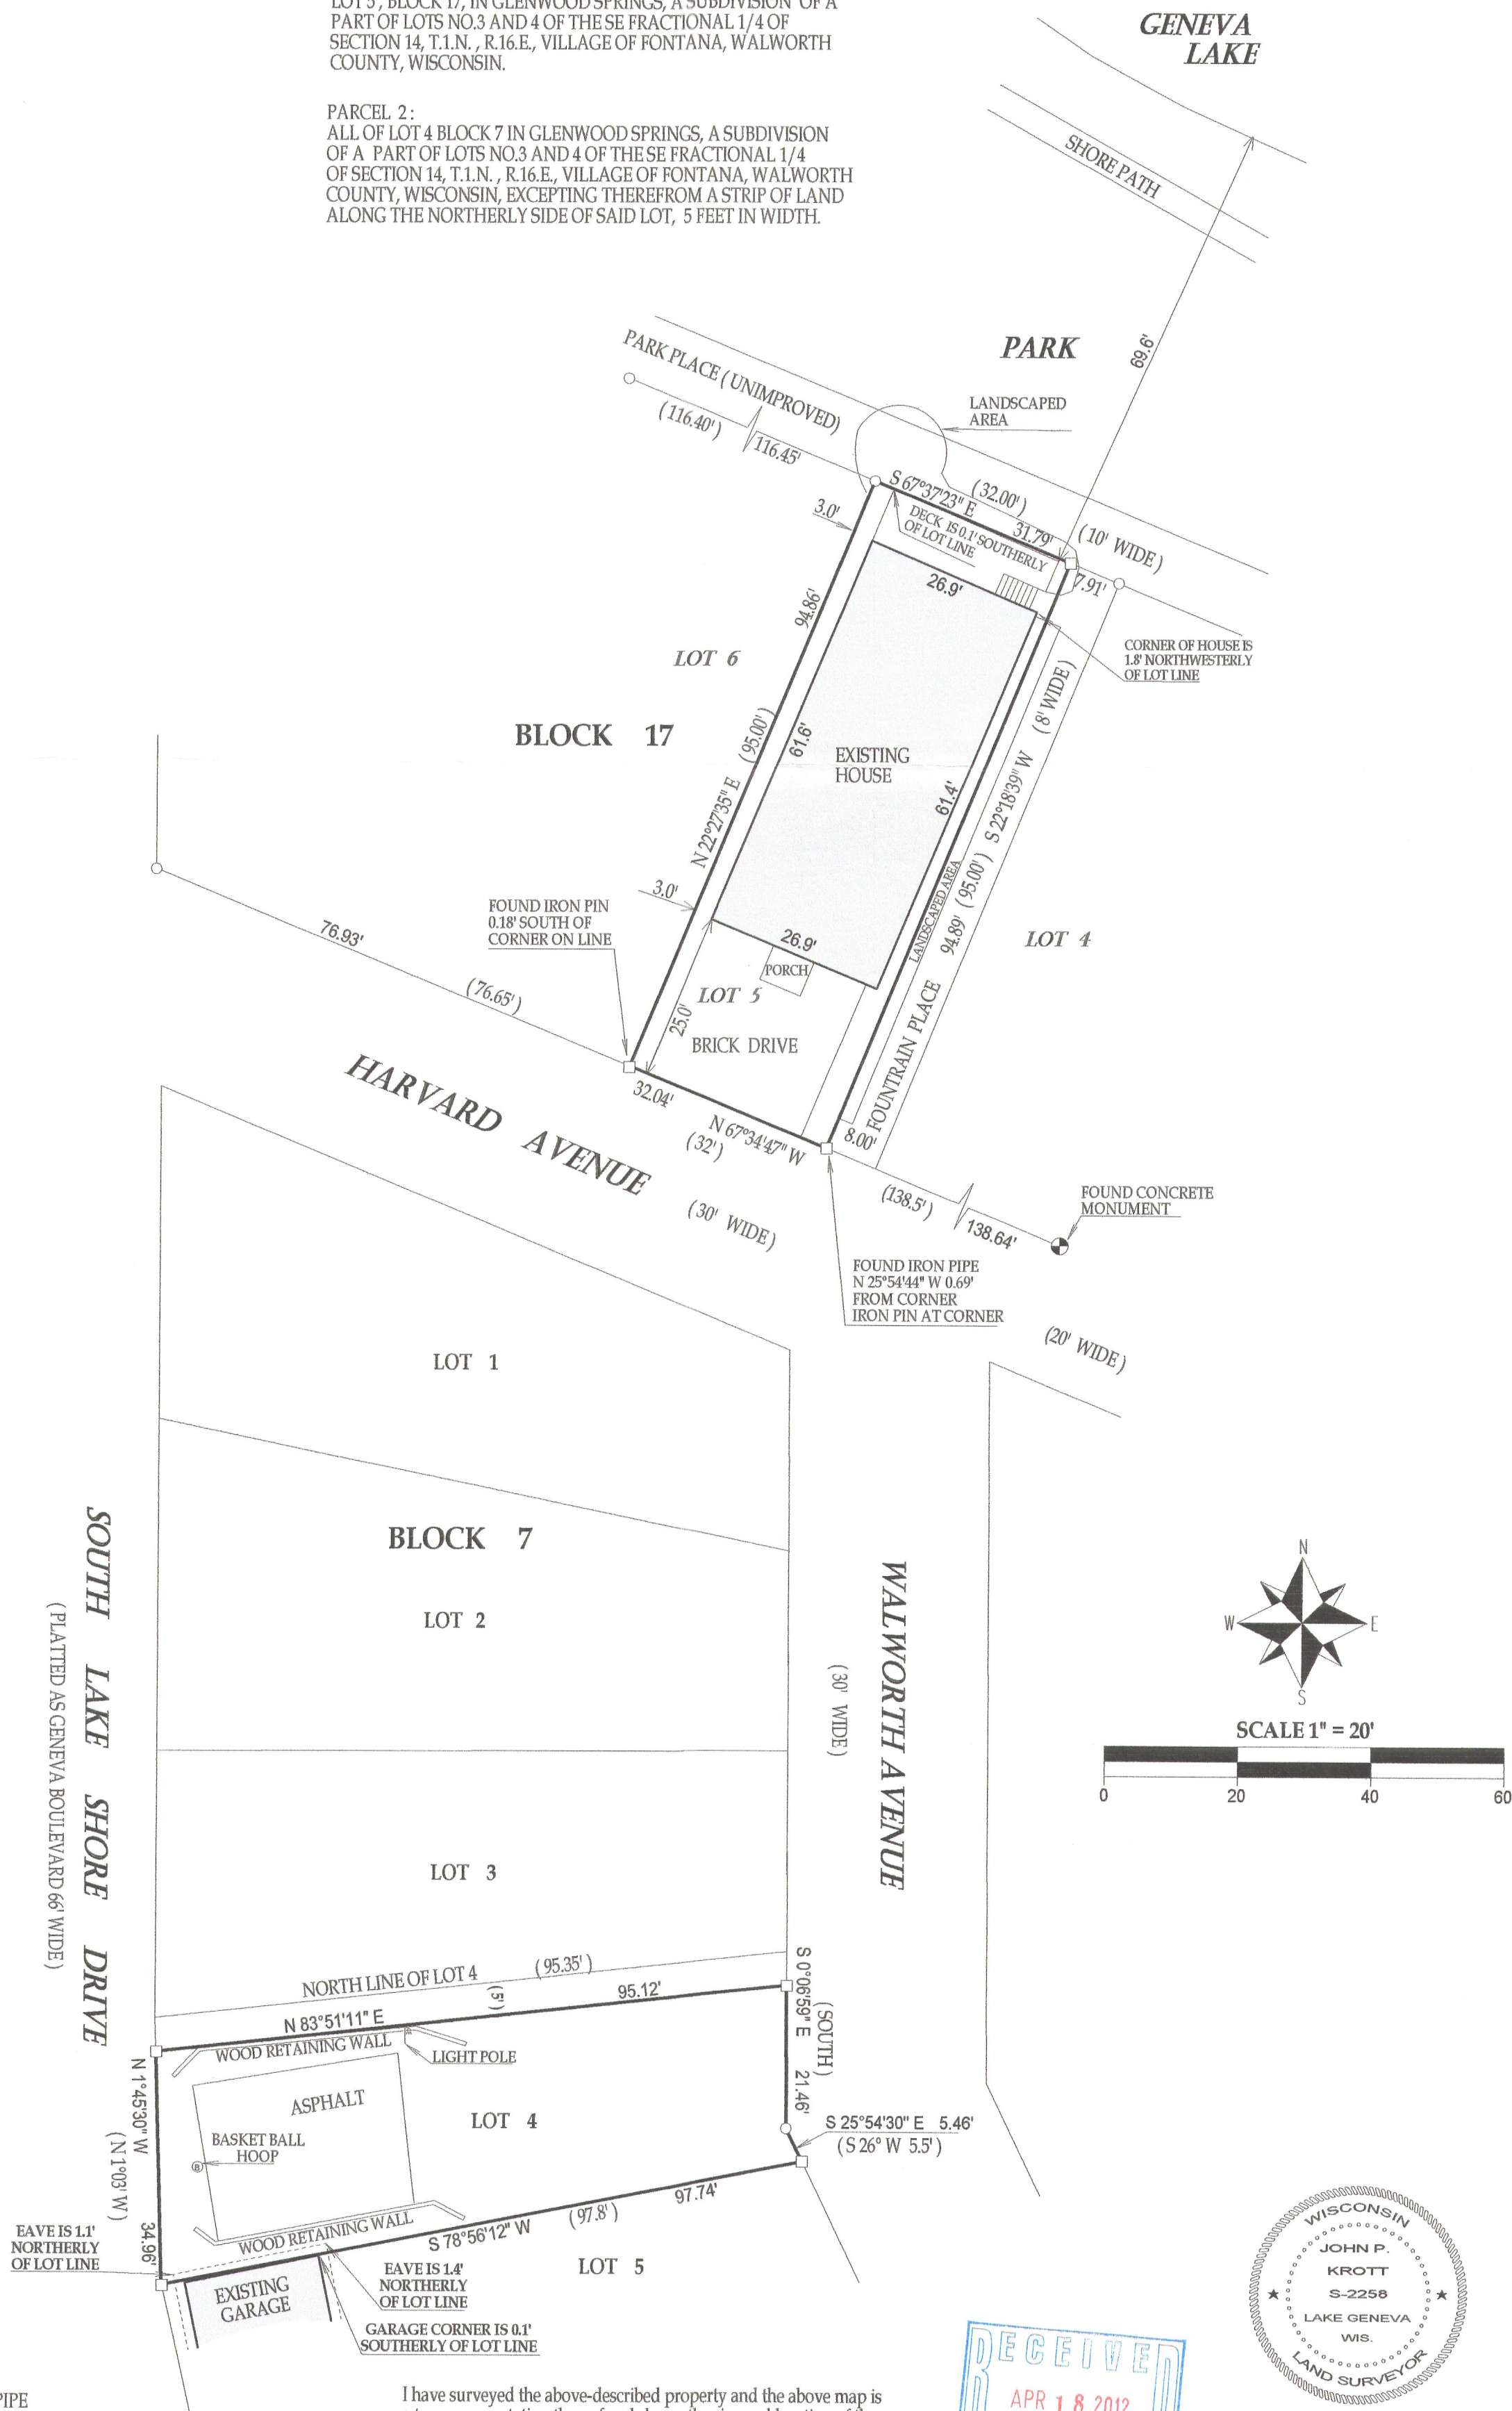 LOT 5, BLOCK 17, IN GLENWOOD SPRINGS, A SUBDIVISION OF A
PART OF LOTS NO.3 AND 4 OF THE SE FRACTIONAL 1/4 OF
SECTION 14, T.1.N. , R.16.E., VILLAGE OF FONTANA, WALWORTH
COUNTY, WISCONSIN.
PARCEL 2:
ALL OF LOT 4 BLOCK 7 IN GLENWOOD SPRINGS, A SUBDIVISION
OF A PART OF LOTS NO.3 AND 4 OF THE SE FRACTIONAL 1/4
OF SECTION 14, T.1.N. , R.16.E., VILLAGE OF FONTANA, WALWORTH
COUNTY, WISCONSIN, EXCEPTING THEREFROM A STRIP OF LAND
ALONG THE NORTHERLY SIDE OF SAID LOT, 5 FEET IN WIDTH.
GENEVA
LAKE
SHORE PATH
69.6'
PARK
PARK PLACE ( UNIMPROVED)
(116.40')
116.45'
LANDSCAPED
AREA
S 67°37'23" E
(32.00')
31.79'
(10' WIDE)
7.91'
3.0'
DECK IS 0.1' SOUTHERLY
OF LOT LINE
26.9'
94.86'
CORNER OF HOUSE IS
1.8' NORTHWESTERLY
OF LOT LINE
LOT 6
BLOCK 17
(95.00')
N 22°27'35" E
61.6'
EXISTING
HOUSE
61.4'
(8' WIDE)
S 22°18'39" W
(95.00')
94.89'
LANDSCAPED AREA
FOUNTRAIN PLACE
LOT 4
3.0'
FOUND IRON PIN
0.18' SOUTH OF
CORNER ON LINE
76.93'
(76.65')
26.9'
PORCH
LOT 5
25.0'
BRICK DRIVE
HARVARD AVENUE
32.04'
N 67°34'47" W
(32')
8.00'
(30' WIDE)
(138.5')
138.64'
FOUND CONCRETE
MONUMENT
FOUND IRON PIPE
N 25°54'44" W 0.69'
FROM CORNER
IRON PIN AT CORNER
(20' WIDE)
LOT 1
BLOCK 7
LOT 2
SOUTH LAKE SHORE DRIVE
( PLATTED AS GENEVA BOULEVARD 66' WIDE )
WALWORTH AVENUE
(30' WIDE)
N
W
E
S
SCALE 1" = 20'
0 20 40 60
LOT 3
NORTH LINE OF LOT 4
(95.35')
(5')
95.12'
N 83°51'11" E
WOOD RETAINING WALL
LIGHT POLE
S 0°06'59" E 21.46'
(SOUTH)
ASPHALT
LOT 4
BASKET BALL
HOOP
B
S 25°54'30" E 5.46'
(S 26° W 5.5')
N 1°45'30" W 34.96'
(N 1°03' W)
WOOD RETAINING WALL
S 78°56'12" W
(97.8')
97.74'
EAVE IS 1.1'
NORTHERLY
OF LOT LINE
EXISTING
GARAGE
EAVE IS 1.4'
NORTHERLY
OF LOT LINE
LOT 5
GARAGE CORNER IS 0.1'
SOUTHERLY OF LOT LINE
WISCONSIN
JOHN P.
KROTT
S-2258
LAKE GENEVA
WIS.
LAND SURVEYOR
RECEIVED
APR 18 2012
PIPE
I have surveyed the above-described property and the above map is